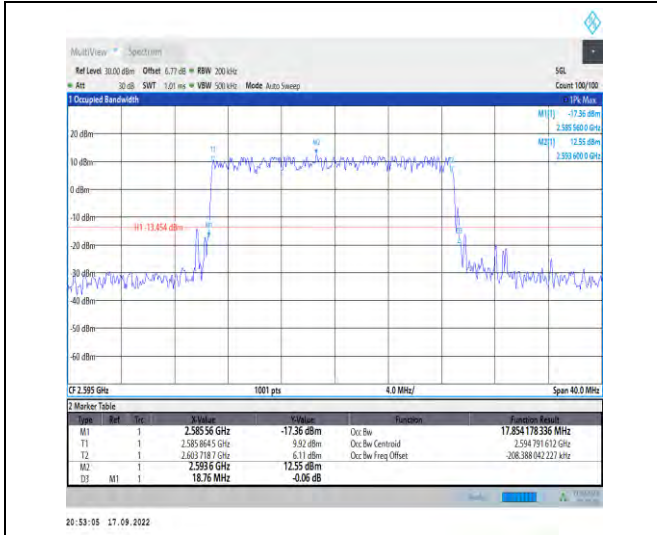 MultiView Spectrum
Ref Level 30.00 dBm Offset 6.77 dB RBW 200 kHz SGL
Att 30 dB SWT 1.01 ms VBW 500 kHz Mode Auto Sweep Count 100/100
1 Occupied Bandwidth 1Pk Max
M1[1] -17.36 dBm
2.585 560 0 GHz
20 dBm
M2[1] 12.55 dBm
2.593 600 0 GHz
T1
M2
10 dBm
0 dBm
-10 dBm
H1 -13.454 dBm
M1
-20 dBm
-30 dBm
-50 dBm
-60 dBm
CF 2.595 GHz 1001 pts 4.0 MHz/ Span 40.0 MHz
2 Marker Table
Type Ref Trc X-Value Y-Value Function Function Result
M1 1 2.585 56 GHz -17.36 dBm Occ Bw 17.854 178 336 MHz
T1 1 2.585 864 5 GHz 9.92 dBm Occ Bw Centroid 2.594 791 612 GHz
T2 1 2.603 718 7 GHz 6.11 dBm Occ Bw Freq Offset -208.388 042 227 kHz
M2 1 2.593 6 GHz 12.55 dBm
D3 M1 1 18.76 MHz -0.06 dB
20:53:05 17.09.2022